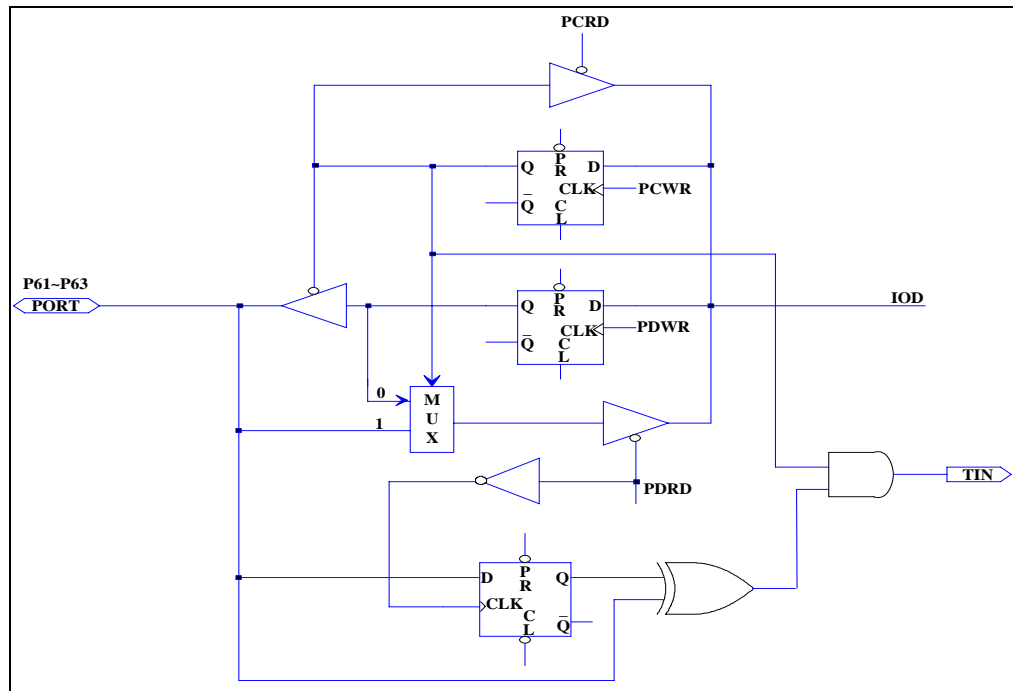 PCRD
Q
P
R
D
CLK
PCWR
Q̅
C
L
P61~P63
PORT
Q
P
R
D
IOD
CLK
PDWR
Q̅
C
L
0
M
U
X
1
PDRD
TIN
D
P
R
Q
CLK
C
L
Q̅